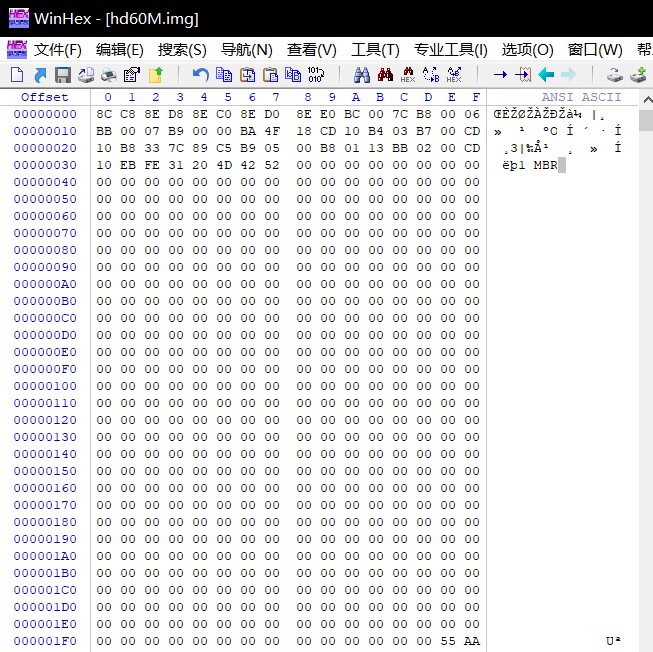 WinHex - [hd60M.img]
文件(F) 编辑(E) 搜索(S) 导航(N) 查看(V) 工具(T) 专业工具(I) 选项(O) 窗口(W) 帮
Offset 0 1 2 3 4 5 6 7 8 9 A B C D E F ANSI ASCII
00000000 8C C8 8E D8 8E C0 8E D0 8E E0 BC 00 7C B8 00 06 ŒÈŽØŽÀŽÐŽà¼ |¸
00000010 BB 00 07 B9 00 00 BA 4F 18 CD 10 B4 03 B7 00 CD » ¹ ºO Í ´ · Í
00000020 10 B8 33 7C 89 C5 B9 05 00 B8 01 13 BB 02 00 CD ¸3|‰Å¹ ¸ » Í
00000030 10 EB FE 31 20 4D 42 52 00 00 00 00 00 00 00 00 ëþ1 MBR
00000040 00 00 00 00 00 00 00 00 00 00 00 00 00 00 00 00
00000050 00 00 00 00 00 00 00 00 00 00 00 00 00 00 00 00
00000060 00 00 00 00 00 00 00 00 00 00 00 00 00 00 00 00
00000070 00 00 00 00 00 00 00 00 00 00 00 00 00 00 00 00
00000080 00 00 00 00 00 00 00 00 00 00 00 00 00 00 00 00
00000090 00 00 00 00 00 00 00 00 00 00 00 00 00 00 00 00
000000A0 00 00 00 00 00 00 00 00 00 00 00 00 00 00 00 00
000000B0 00 00 00 00 00 00 00 00 00 00 00 00 00 00 00 00
000000C0 00 00 00 00 00 00 00 00 00 00 00 00 00 00 00 00
000000D0 00 00 00 00 00 00 00 00 00 00 00 00 00 00 00 00
000000E0 00 00 00 00 00 00 00 00 00 00 00 00 00 00 00 00
000000F0 00 00 00 00 00 00 00 00 00 00 00 00 00 00 00 00
00000100 00 00 00 00 00 00 00 00 00 00 00 00 00 00 00 00
00000110 00 00 00 00 00 00 00 00 00 00 00 00 00 00 00 00
00000120 00 00 00 00 00 00 00 00 00 00 00 00 00 00 00 00
00000130 00 00 00 00 00 00 00 00 00 00 00 00 00 00 00 00
00000140 00 00 00 00 00 00 00 00 00 00 00 00 00 00 00 00
00000150 00 00 00 00 00 00 00 00 00 00 00 00 00 00 00 00
00000160 00 00 00 00 00 00 00 00 00 00 00 00 00 00 00 00
00000170 00 00 00 00 00 00 00 00 00 00 00 00 00 00 00 00
00000180 00 00 00 00 00 00 00 00 00 00 00 00 00 00 00 00
00000190 00 00 00 00 00 00 00 00 00 00 00 00 00 00 00 00
000001A0 00 00 00 00 00 00 00 00 00 00 00 00 00 00 00 00
000001B0 00 00 00 00 00 00 00 00 00 00 00 00 00 00 00 00
000001C0 00 00 00 00 00 00 00 00 00 00 00 00 00 00 00 00
000001D0 00 00 00 00 00 00 00 00 00 00 00 00 00 00 00 00
000001E0 00 00 00 00 00 00 00 00 00 00 00 00 00 00 00 00
000001F0 00 00 00 00 00 00 00 00 00 00 00 00 00 00 55 AA Uª